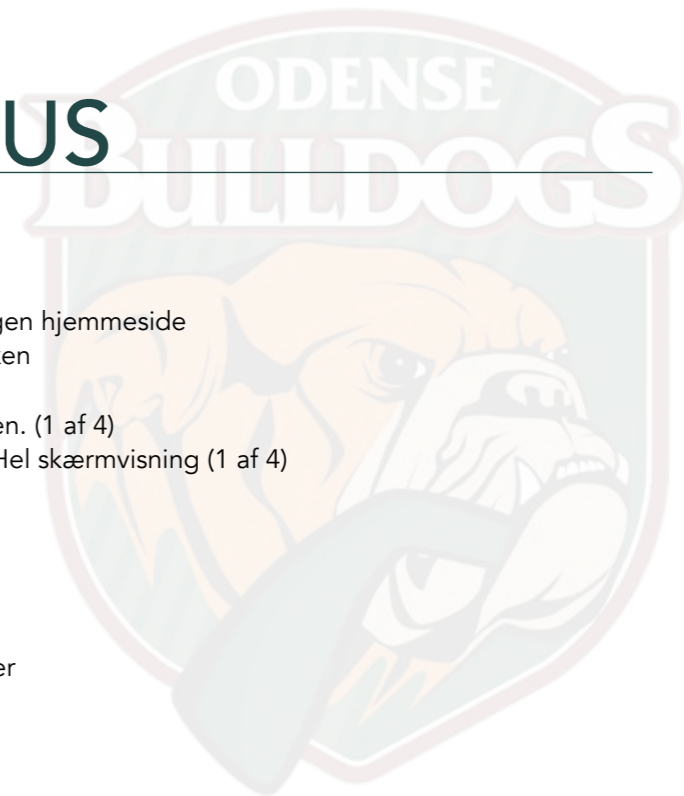 ODENSE
US
BULLDOGS
gen hjemmeside
ken
en. (1 af 4)
Hel skærmvisning (1 af 4)
er